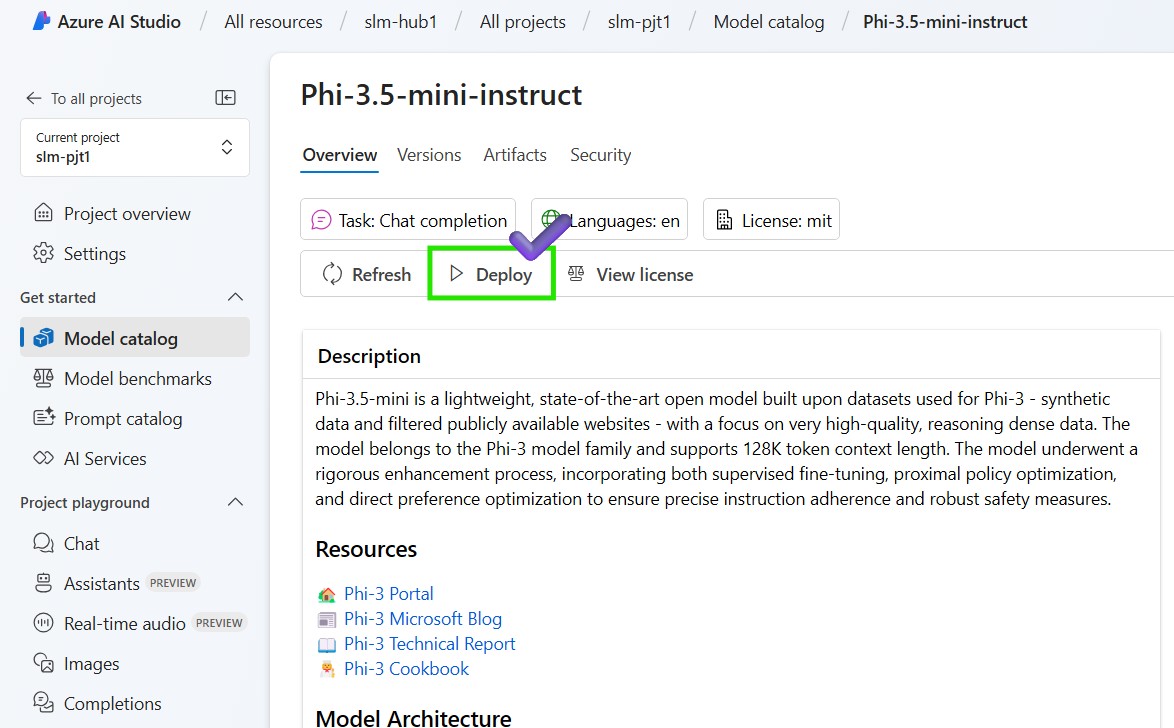 Azure AI Studio / All resources / slm-hub1 / All projects / slm-pjt1 / Model catalog / Phi-3.5-mini-instruct
To all projects
Current project
slm-pjt1
Project overview
Settings
Get started
Model catalog
Model benchmarks
Prompt catalog
AI Services
Project playground
Chat
Assistants PREVIEW
Real-time audio PREVIEW
Images
Completions
Phi-3.5-mini-instruct
Overview Versions Artifacts Security
Task: Chat completion Languages: en License: mit
Refresh Deploy View license
Description
Phi-3.5-mini is a lightweight, state-of-the-art open model built upon datasets used for Phi-3 - synthetic
data and filtered publicly available websites - with a focus on very high-quality, reasoning dense data. The
model belongs to the Phi-3 model family and supports 128K token context length. The model underwent a
rigorous enhancement process, incorporating both supervised fine-tuning, proximal policy optimization,
and direct preference optimization to ensure precise instruction adherence and robust safety measures.
Resources
Phi-3 Portal
Phi-3 Microsoft Blog
Phi-3 Technical Report
Phi-3 Cookbook
Model Architecture